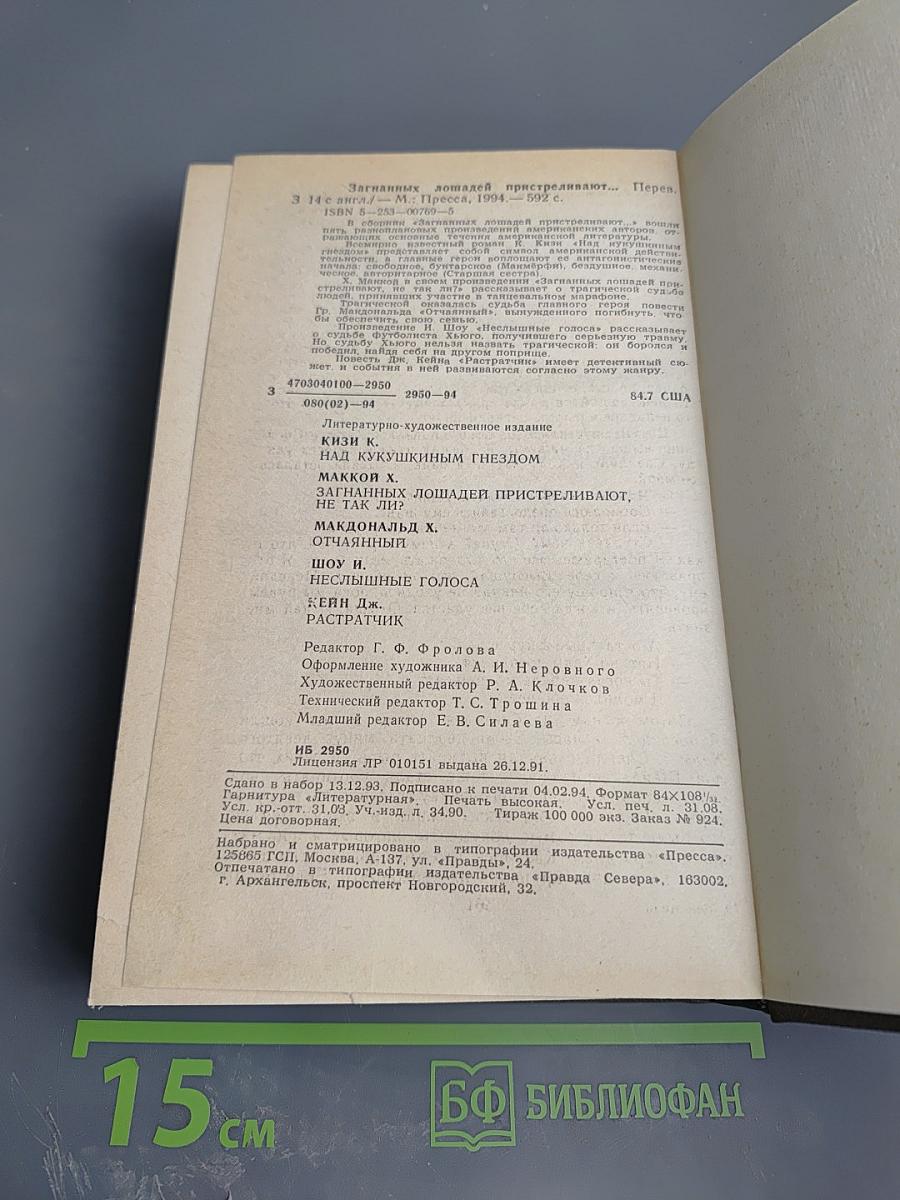 Загнанных лошадей пристреливают... Перев.
З 14 с англ./— М.: Пресса, 1994.— 592 с.
ISBN 5—253—00769—5
В сборник «Загнанных лошадей пристреливают...» вошли
пять разноплановых произведений американских авторов, от-
ражающих основные течения американской литературы.
Всемирно известный роман К. Кизи «Над кукушкиным
гнездом» представляет собой символ американской действи-
тельности, а главные герои воплощают ее антагонистические
начала: свободное, бунтарское (Макмёрфи), бездушное, механи-
ческое, авторитарное (Старшая сестра).
Х. Маккой в своем произведении «Загнанных лошадей при-
стреливают, не так ли?» рассказывает о трагической судьбе
людей, принявших участие в танцевальном марафоне.
Трагической оказалась судьба главного героя повести
Гр. Макдональда «Отчаянный», вынужденного погибнуть, что-
бы обеспечить свою семью.
Произведение И. Шоу «Неслышные голоса» рассказывает
о судьбе футболиста Хьюго, получившего серьезную травму.
Но судьбу Хьюго нельзя назвать трагической: он боролся и
победил, найдя себя на другом поприще.
Повесть Дж. Кейна «Растратчик» имеет детективный сю-
жет, и события в ней развиваются согласно этому жанру.
З 4703040100—2950 2950—94 84.7 США
080(02)—94
Литературно-художественное издание
КИЗИ К.
НАД КУКУШКИНЫМ ГНЕЗДОМ
МАККОЙ Х.
ЗАГНАННЫХ ЛОШАДЕЙ ПРИСТРЕЛИВАЮТ,
НЕ ТАК ЛИ?
МАКДОНАЛЬД Х.
ОТЧАЯННЫЙ
ШОУ И.
НЕСЛЫШНЫЕ ГОЛОСА
КЕЙН Дж.
РАСТРАТЧИК
Редактор Г. Ф. Фролова
Оформление художника А. И. Неровного
Художественный редактор Р. А. Клочков
Технический редактор Т. С. Трошина
Младший редактор Е. В. Силаева
ИБ 2950
Лицензия ЛР 010151 выдана 26.12.91.
Сдано в набор 13.12.93. Подписано к печати 04.02.94. Формат 84×108¹/₃₂.
Гарнитура «Литературная». Печать высокая. Усл. печ. л. 31,08.
Усл. кр.-отт. 31,08. Уч.-изд. л. 34,90. Тираж 100 000 экз. Заказ № 924.
Цена договорная.
Набрано и сматрицировано в типографии издательства «Пресса».
125865 ГСП, Москва, А-137, ул. «Правды», 24.
Отпечатано в типографии издательства «Правда Севера», 163002,
г. Архангельск, проспект Новгородский, 32.
15 см
БФ БИБЛИОФАН